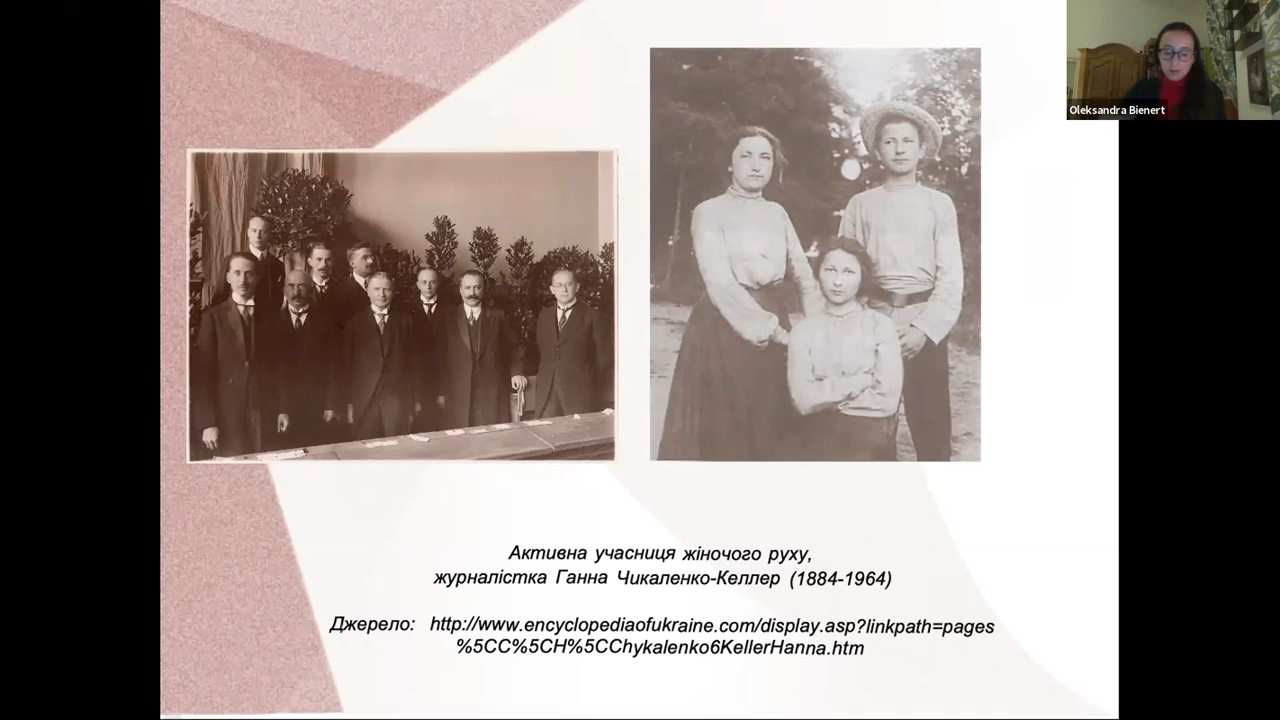 Oleksandra Bienert
Активна учасниця жіночого руху,
журналістка Ганна Чикаленко-Келлер (1884-1964)
Джерело: http://www.encyclopediaofukraine.com/display.asp?linkpath=pages
%5CC%5CH%5CChykalenko6KellerHanna.htm